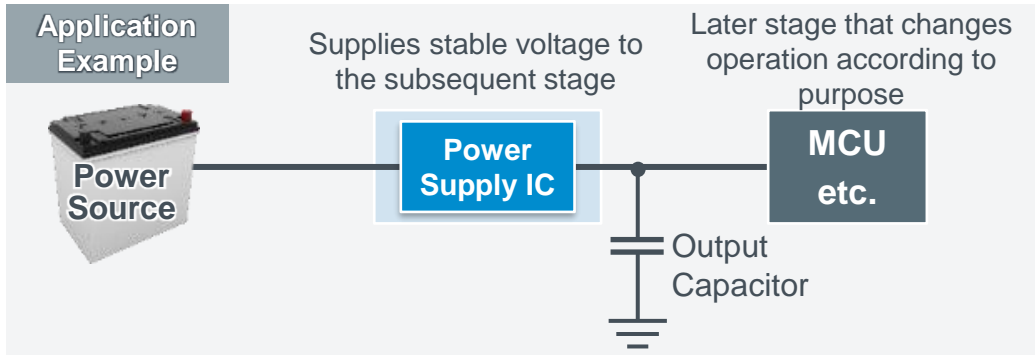 Application
Example
Supplies stable voltage to
the subsequent stage
Later stage that changes
operation according to
purpose
Power
Source
Power
Supply IC
MCU
etc.
Output
Capacitor